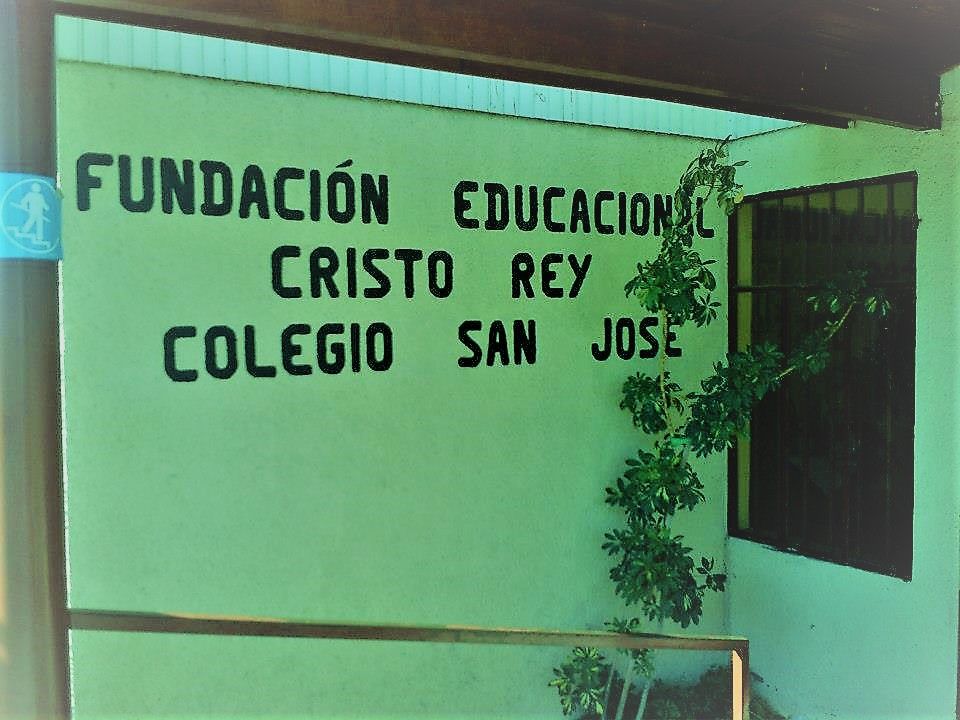 FUNDACIÓN EDUCACIONAL
CRISTO REY
COLEGIO SAN JOSE